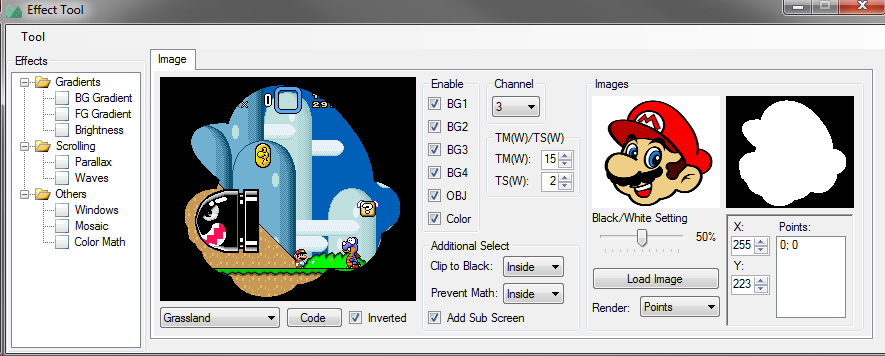 Effect Tool
Tool
Effects
Gradients
BG Gradient
FG Gradient
Brightness
Scrolling
Parallax
Waves
Others
Windows
Mosaic
Color Math
Image
0
29
Grassland
Code
Inverted
Enable
BG1
BG2
BG3
BG4
OBJ
Color
Channel
3
TM(W)/TS(W)
TM(W): 15
TS(W): 2
Additional Select
Clip to Black: Inside
Prevent Math: Inside
Add Sub Screen
Images
M
Black/White Setting
50%
Load Image
Render: Points
X:
255
Y:
223
Points:
0; 0